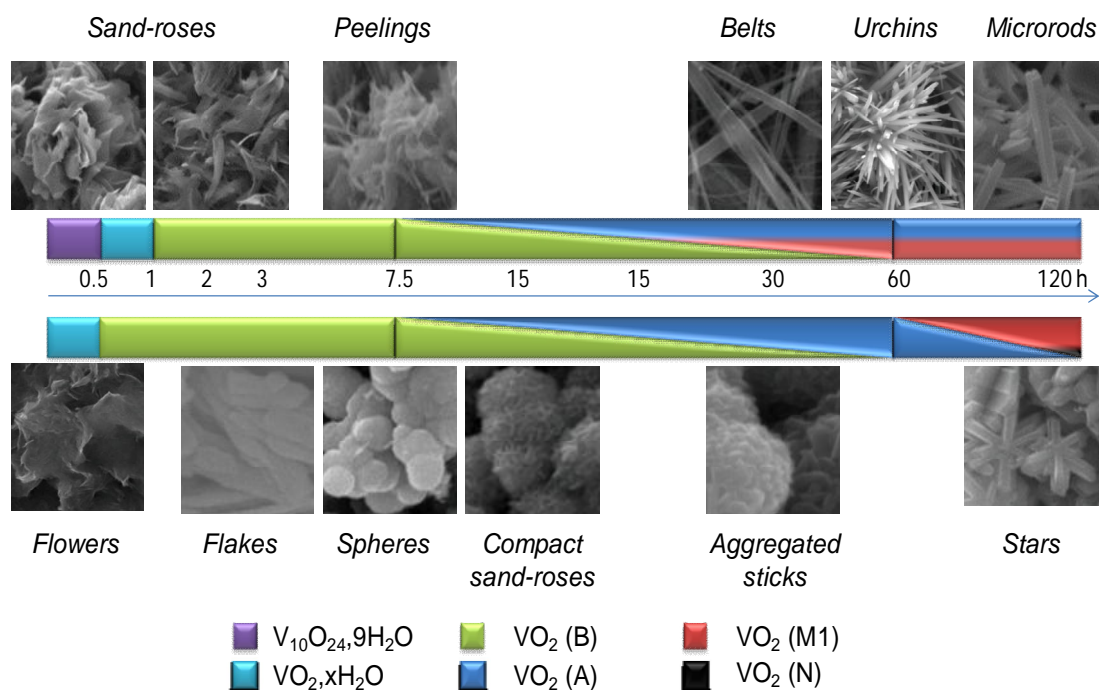 Sand-roses Peelings Belts Urchins Microrods
0.5 1 2 3 7.5 15 15 30 60 120 h
Flowers Flakes Spheres Compact sand-roses Aggregated sticks Stars
V₁₀O₂₄,9H₂O VO₂ (B) VO₂ (M1)
VO₂,xH₂O VO₂ (A) VO₂ (N)